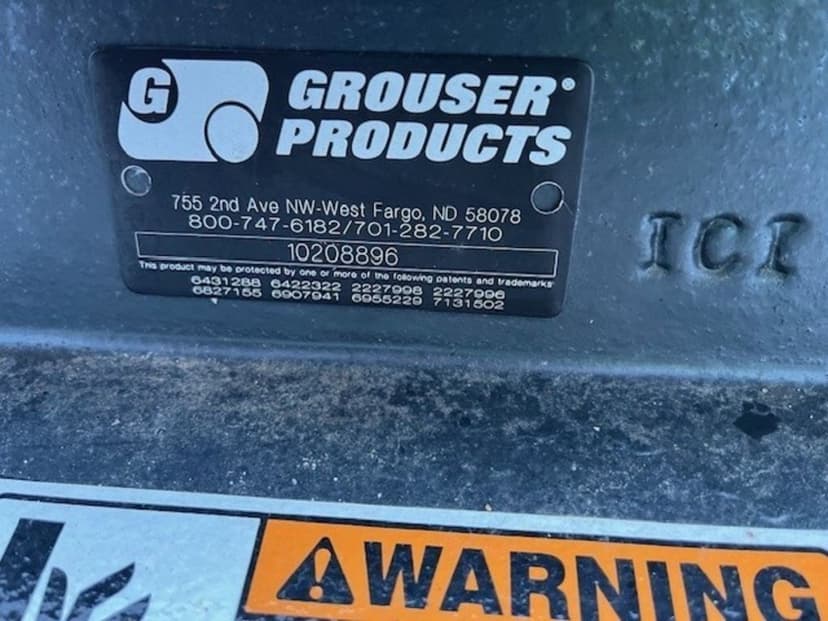 G
GROUSER®
PRODUCTS
755 2nd Ave NW-West Fargo, ND 58078
800-747-6182/701-282-7710
10208896
This product may be protected by one or more of the following patents and trademarks
6431288 6422322 2227998 2227996
6827155 6907941 6955229 7131502
ICI
WARNING